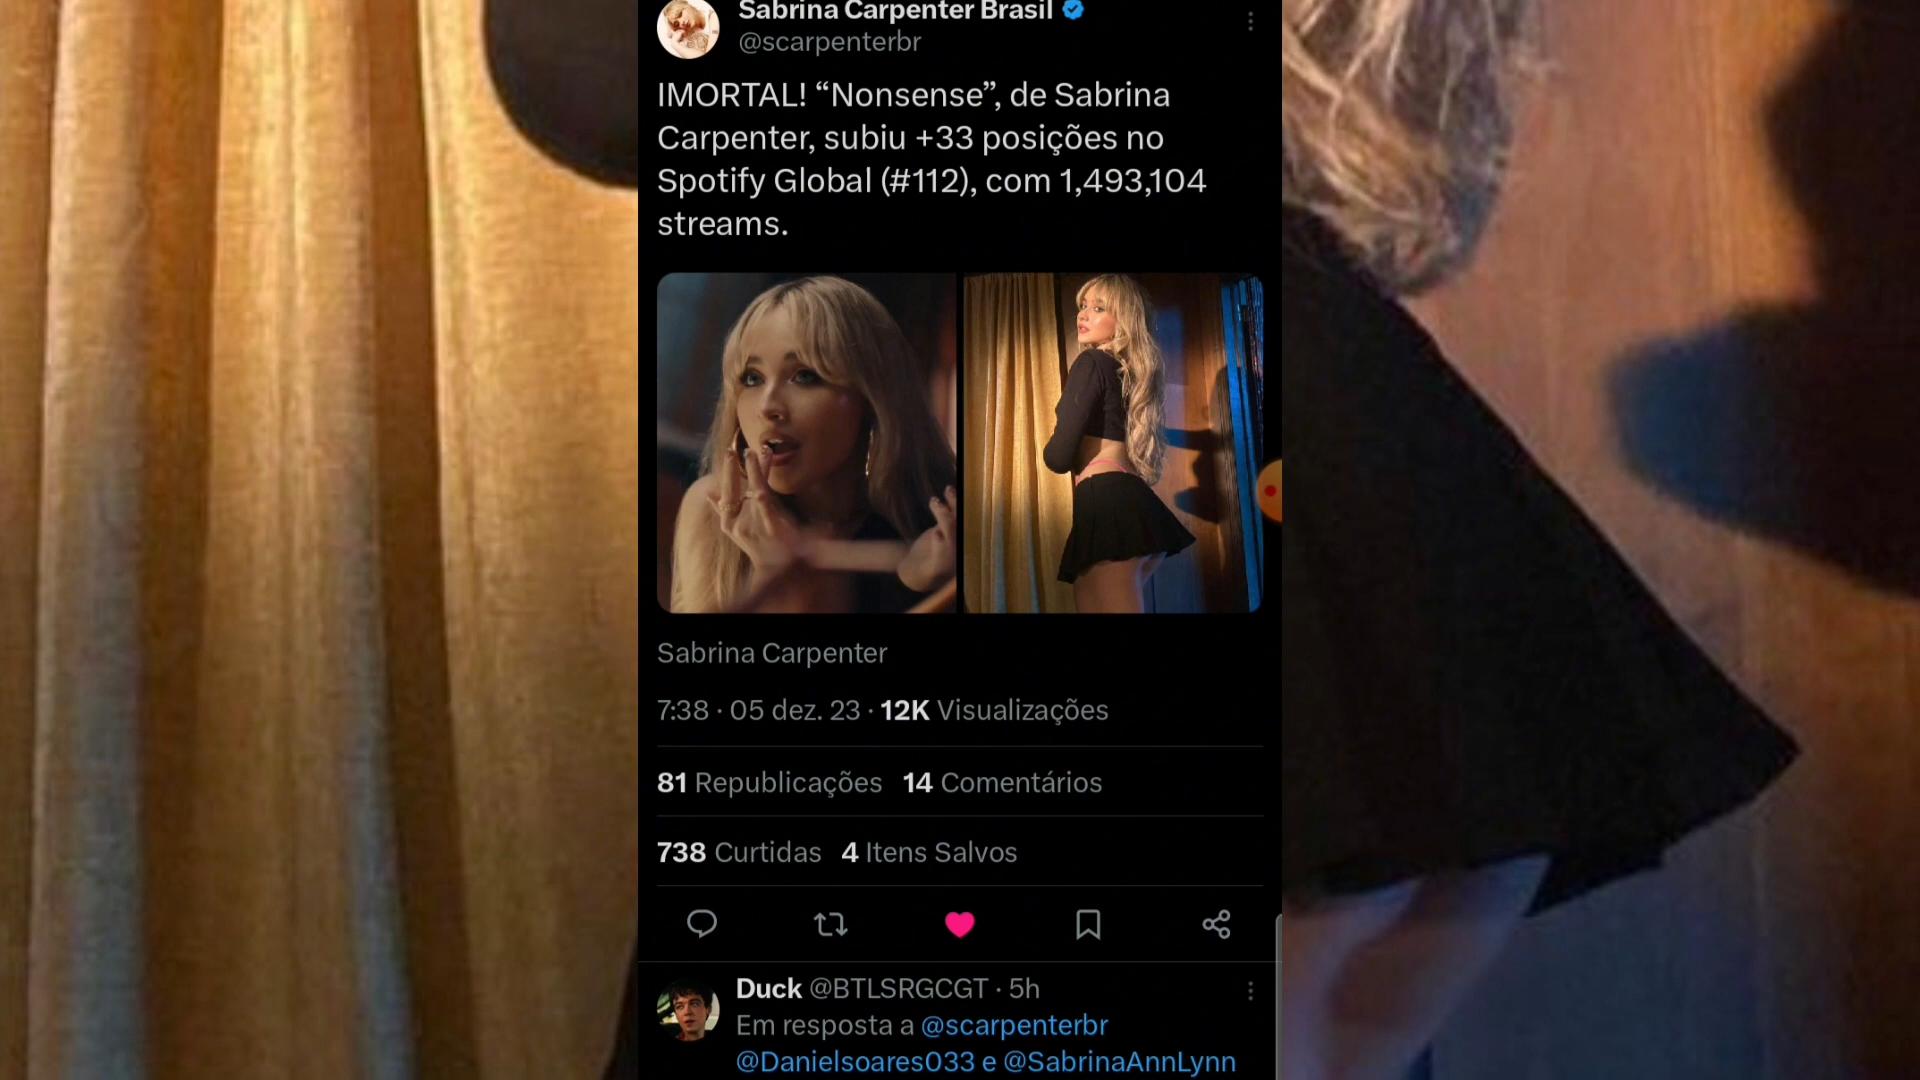 Sabrina Carpenter Brasil
@scarpenterbr
IMORTAL! “Nonsense”, de Sabrina
Carpenter, subiu +33 posições no
Spotify Global (#112), com 1,493,104
streams.
Sabrina Carpenter
7:38 · 05 dez. 23 · 12K Visualizações
81 Republicações 14 Comentários
738 Curtidas 4 Itens Salvos
Duck @BTLSRGCGT · 5h
Em resposta a @scarpenterbr
@Danielsoares033 e @SabrinaAnnLynn